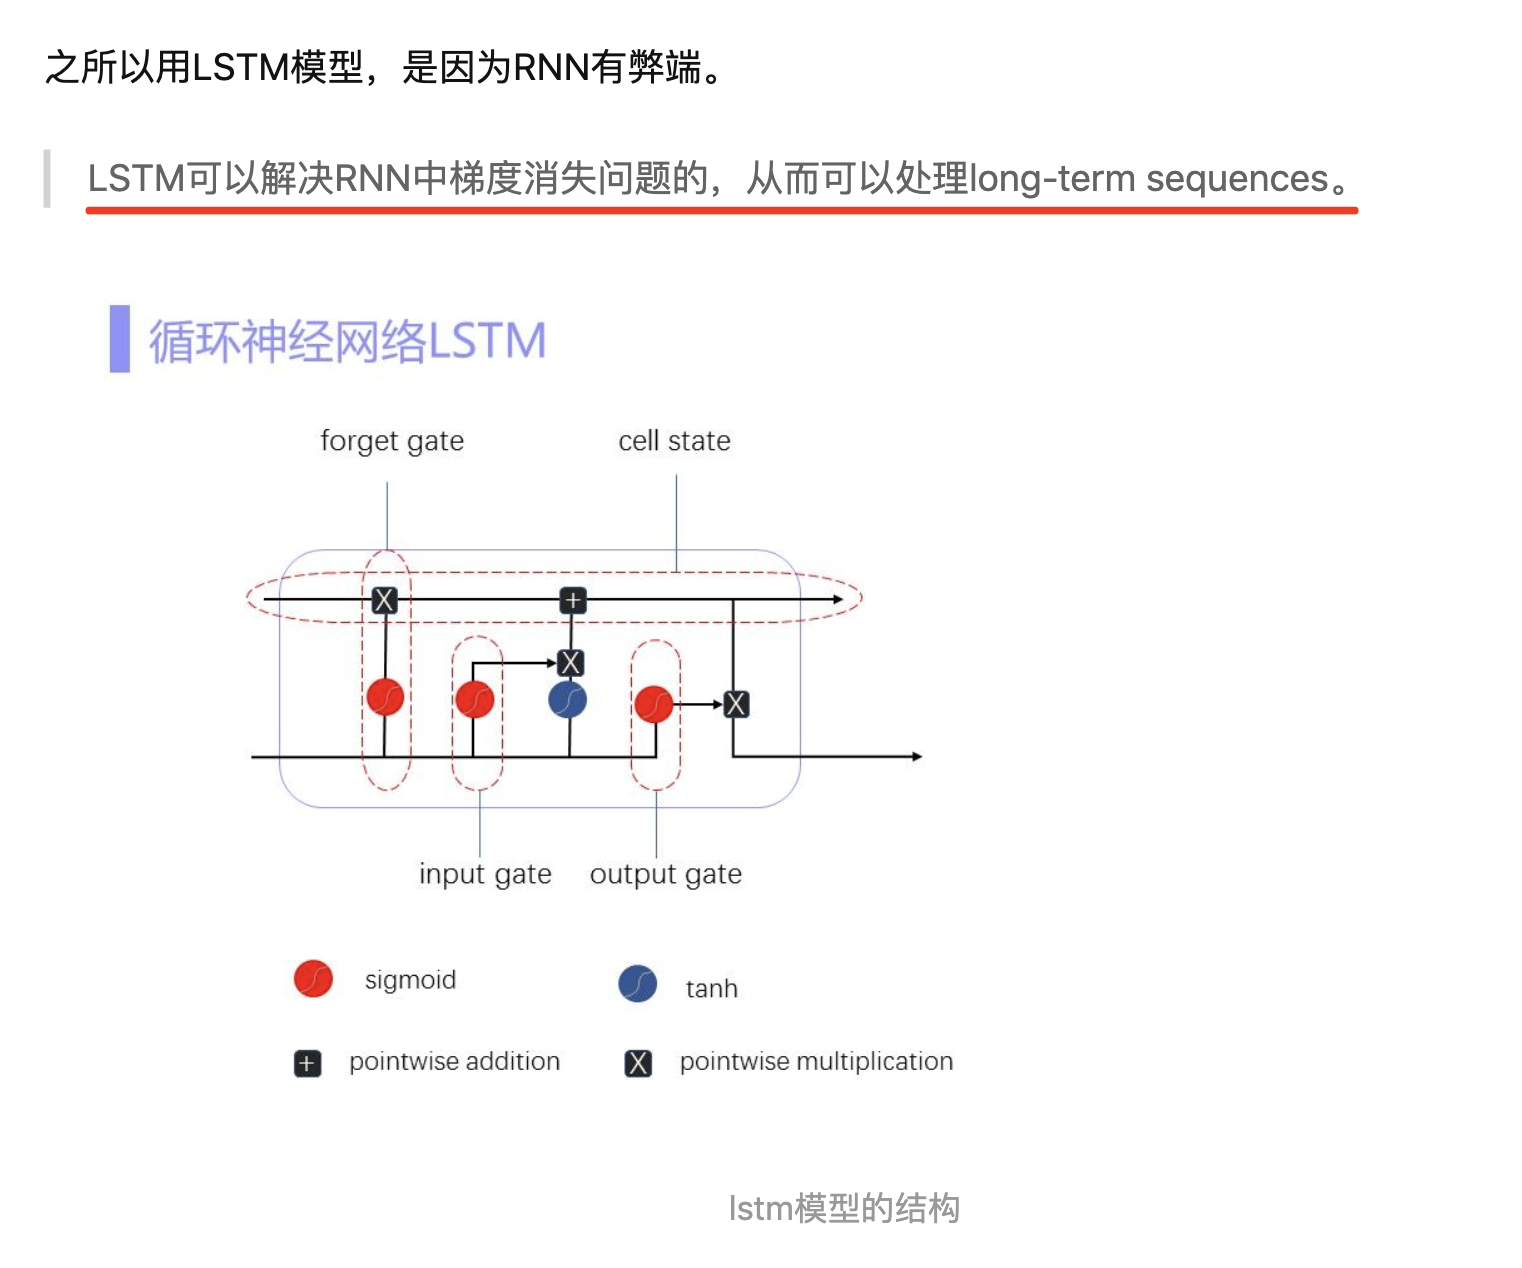 之所以用LSTM模型，是因为RNN有弊端。
LSTM可以解决RNN中梯度消失问题的，从而可以处理long-term sequences。
循环神经网络LSTM
forget gate
cell state
X
+
X
X
input gate
output gate
sigmoid
tanh
+ pointwise addition
X pointwise multiplication
lstm模型的结构